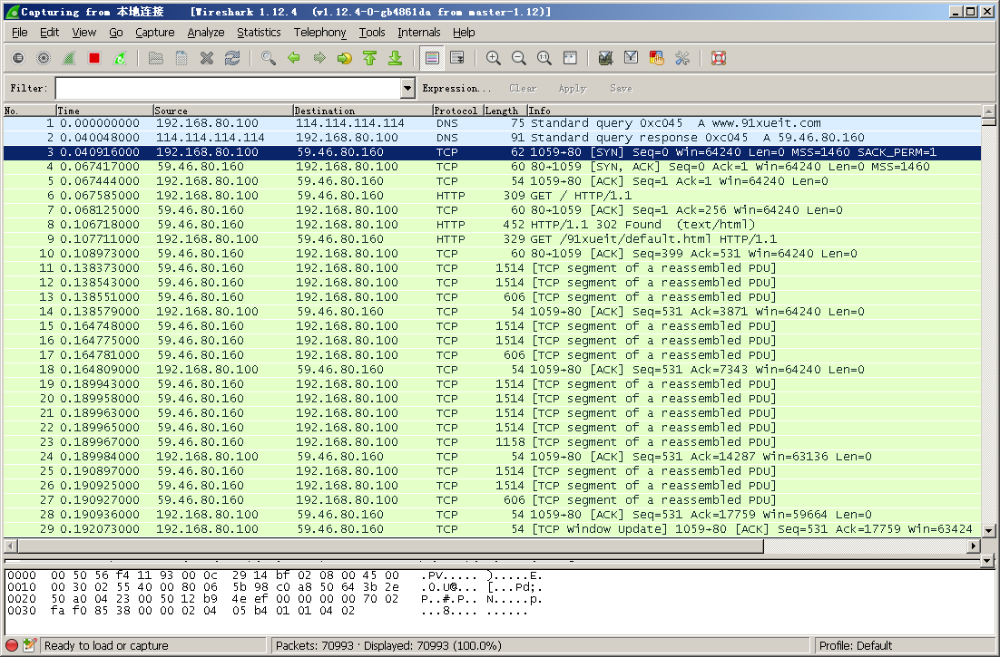 Capturing from 本地连接 [Wireshark 1.12.4 (v1.12.4-0-gb4861da from master-1.12)]
File Edit View Go Capture Analyze Statistics Telephony Tools Internals Help
Filter: Expression... Clear Apply Save
No. Time Source Destination Protocol Length Info
1 0.000000000 192.168.80.100 114.114.114.114 DNS 75 Standard query 0xc045 A www.91xueit.com
2 0.040048000 114.114.114.114 192.168.80.100 DNS 91 Standard query response 0xc045 A 59.46.80.160
3 0.040916000 192.168.80.100 59.46.80.160 TCP 62 1059→80 [SYN] Seq=0 Win=64240 Len=0 MSS=1460 SACK_PERM=1
4 0.067417000 59.46.80.160 192.168.80.100 TCP 60 80→1059 [SYN, ACK] Seq=0 Ack=1 Win=64240 Len=0 MSS=1460
5 0.067444000 192.168.80.100 59.46.80.160 TCP 54 1059→80 [ACK] Seq=1 Ack=1 Win=64240 Len=0
6 0.067585000 192.168.80.100 59.46.80.160 HTTP 309 GET / HTTP/1.1
7 0.068125000 59.46.80.160 192.168.80.100 TCP 60 80→1059 [ACK] Seq=1 Ack=256 Win=64240 Len=0
8 0.106718000 59.46.80.160 192.168.80.100 HTTP 452 HTTP/1.1 302 Found (text/html)
9 0.107711000 192.168.80.100 59.46.80.160 HTTP 329 GET /91xueit/default.html HTTP/1.1
10 0.108973000 59.46.80.160 192.168.80.100 TCP 60 80→1059 [ACK] Seq=399 Ack=531 Win=64240 Len=0
11 0.138373000 59.46.80.160 192.168.80.100 TCP 1514 [TCP segment of a reassembled PDU]
12 0.138543000 59.46.80.160 192.168.80.100 TCP 1514 [TCP segment of a reassembled PDU]
13 0.138551000 59.46.80.160 192.168.80.100 TCP 606 [TCP segment of a reassembled PDU]
14 0.138579000 192.168.80.100 59.46.80.160 TCP 54 1059→80 [ACK] Seq=531 Ack=3871 Win=64240 Len=0
15 0.164748000 59.46.80.160 192.168.80.100 TCP 1514 [TCP segment of a reassembled PDU]
16 0.164775000 59.46.80.160 192.168.80.100 TCP 1514 [TCP segment of a reassembled PDU]
17 0.164781000 59.46.80.160 192.168.80.100 TCP 606 [TCP segment of a reassembled PDU]
18 0.164809000 192.168.80.100 59.46.80.160 TCP 54 1059→80 [ACK] Seq=531 Ack=7343 Win=64240 Len=0
19 0.189943000 59.46.80.160 192.168.80.100 TCP 1514 [TCP segment of a reassembled PDU]
20 0.189958000 59.46.80.160 192.168.80.100 TCP 1514 [TCP segment of a reassembled PDU]
21 0.189963000 59.46.80.160 192.168.80.100 TCP 1514 [TCP segment of a reassembled PDU]
22 0.189965000 59.46.80.160 192.168.80.100 TCP 1514 [TCP segment of a reassembled PDU]
23 0.189967000 59.46.80.160 192.168.80.100 TCP 1158 [TCP segment of a reassembled PDU]
24 0.189984000 192.168.80.100 59.46.80.160 TCP 54 1059→80 [ACK] Seq=531 Ack=14287 Win=63136 Len=0
25 0.190897000 59.46.80.160 192.168.80.100 TCP 1514 [TCP segment of a reassembled PDU]
26 0.190925000 59.46.80.160 192.168.80.100 TCP 1514 [TCP segment of a reassembled PDU]
27 0.190927000 59.46.80.160 192.168.80.100 TCP 606 [TCP segment of a reassembled PDU]
28 0.190936000 192.168.80.100 59.46.80.160 TCP 54 1059→80 [ACK] Seq=531 Ack=17759 Win=59664 Len=0
29 0.192073000 192.168.80.100 59.46.80.160 TCP 54 [TCP Window Update] 1059→80 [ACK] Seq=531 Ack=17759 Win=63424
0000 00 50 56 f4 11 93 00 0c 29 14 bf 02 08 00 45 00 .PV..... ).....E.
0010 00 30 02 55 40 00 80 06 5b 98 c0 a8 50 64 3b 2e .0.U@... [...Pd;.
0020 50 a0 04 23 00 50 12 b9 4e ef 00 00 00 00 70 02 P..#.P.. N.....p.
0030 fa f0 85 38 00 00 02 04 05 b4 01 01 04 02 ...8.... ......
Ready to load or capture Packets: 70993 · Displayed: 70993 (100.0%) Profile: Default